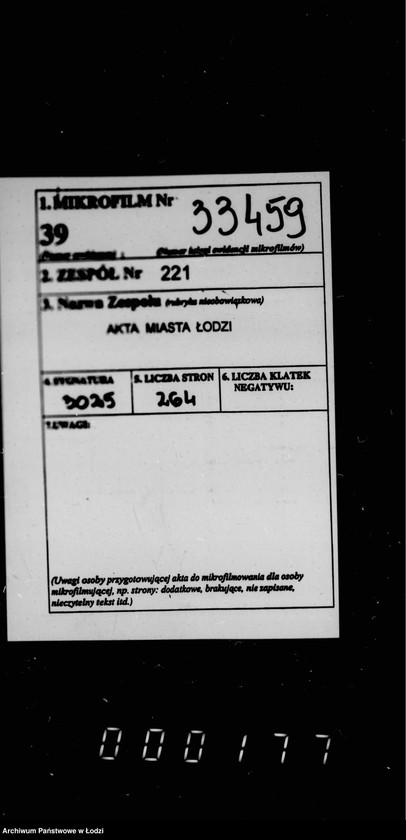 1. MIKROFILM Nr 33459
39
(Numer księgi ewidencji mikrofilmów)
2. ZESPÓŁ Nr 221
3. Nazwa Zespołu (rubryka nieobowiązkowa)
AKTA MIASTA ŁODZI
4. SYGNATURA 5. LICZBA STRON 6. LICZBA KLATEK
NEGATYWU:
3025 264
7. UWAGI:
(Uwagi osoby przygotowującej akta do mikrofilmowania dla osoby
mikrofilmującej, np. strony: dodatkowe, brakujące, nie zapisane,
nieczytelny tekst itd.)
000177
Archiwum Państwowe w Łodzi